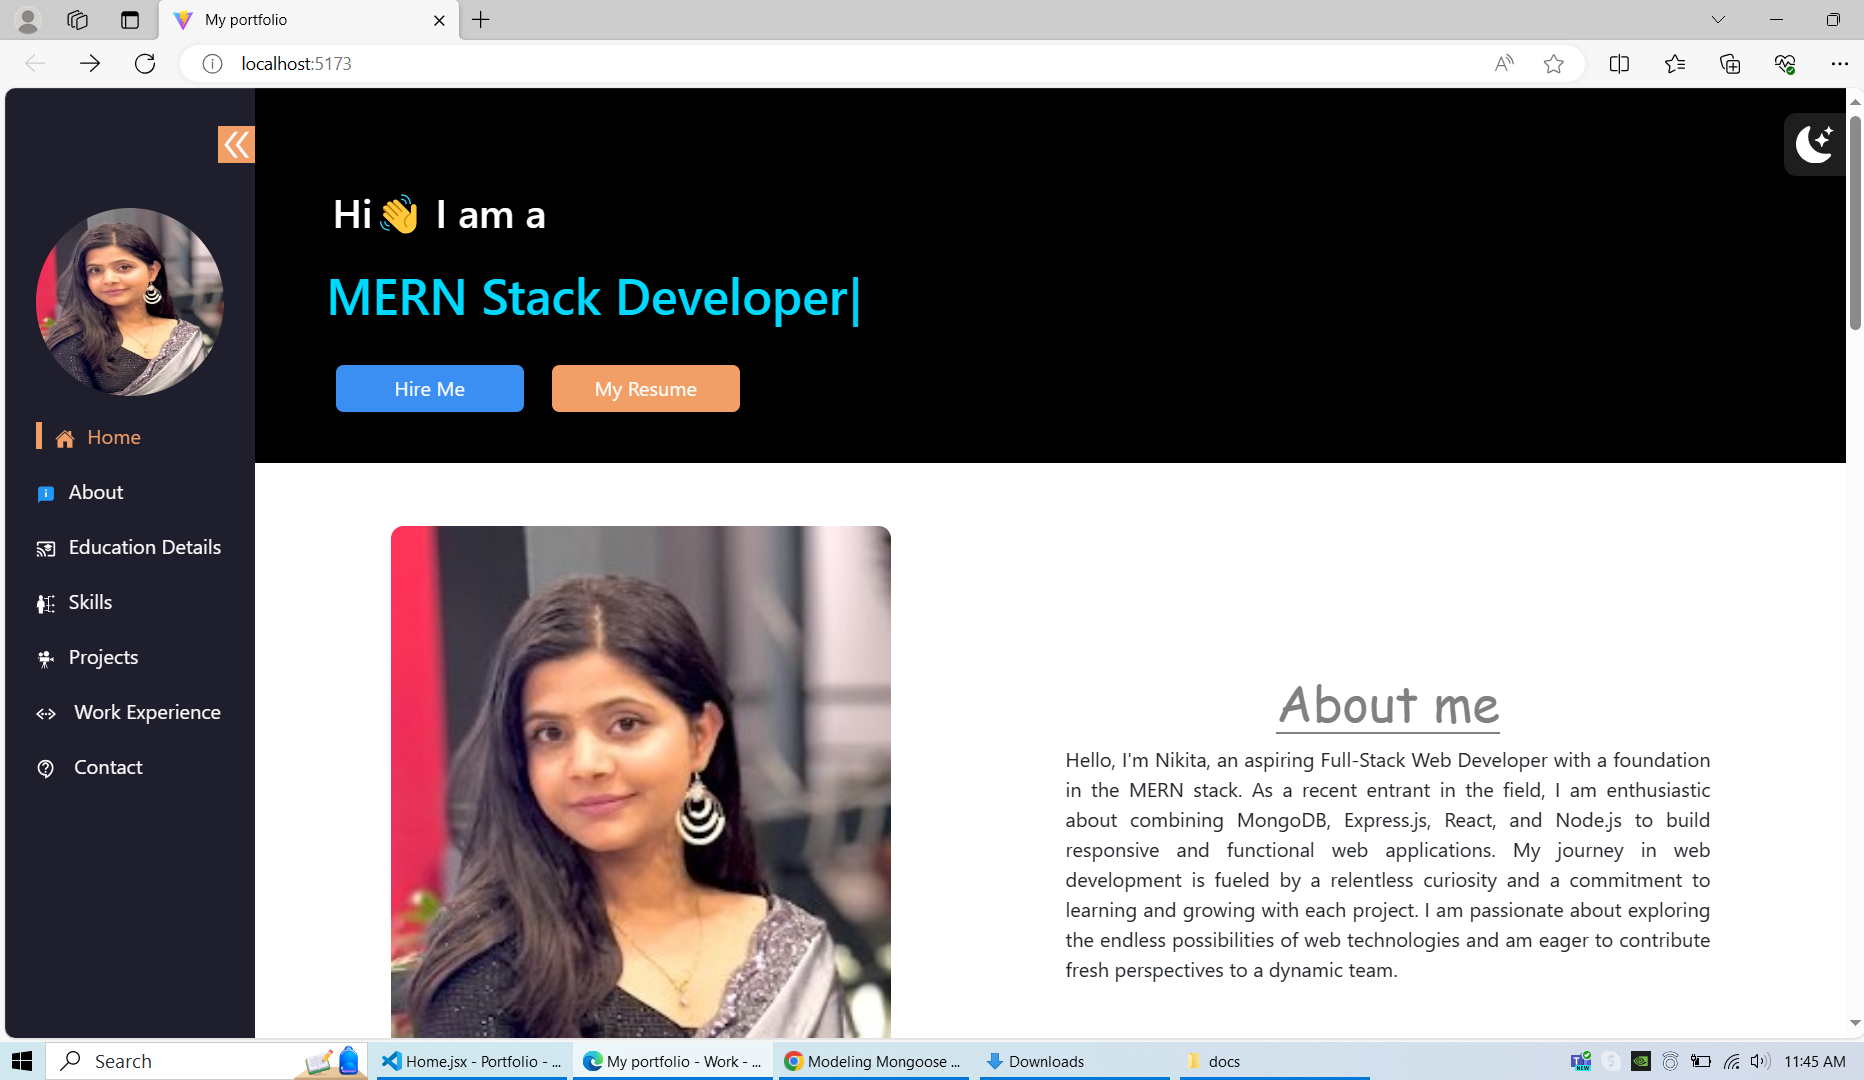 My portfolio
localhost:5173
Hi👋 I am a
MERN Stack Developer|
Hire Me
My Resume
Home
About
Education Details
Skills
Projects
Work Experience
Contact
About me
Hello, I'm Nikita, an aspiring Full-Stack Web Developer with a foundation
in the MERN stack. As a recent entrant in the field, I am enthusiastic
about combining MongoDB, Express.js, React, and Node.js to build
responsive and functional web applications. My journey in web
development is fueled by a relentless curiosity and a commitment to
learning and growing with each project. I am passionate about exploring
the endless possibilities of web technologies and am eager to contribute
fresh perspectives to a dynamic team.
Search
Home.jsx - Portfolio - ...
My portfolio - Work - ...
Modeling Mongoose ...
Downloads
docs
11:45 AM